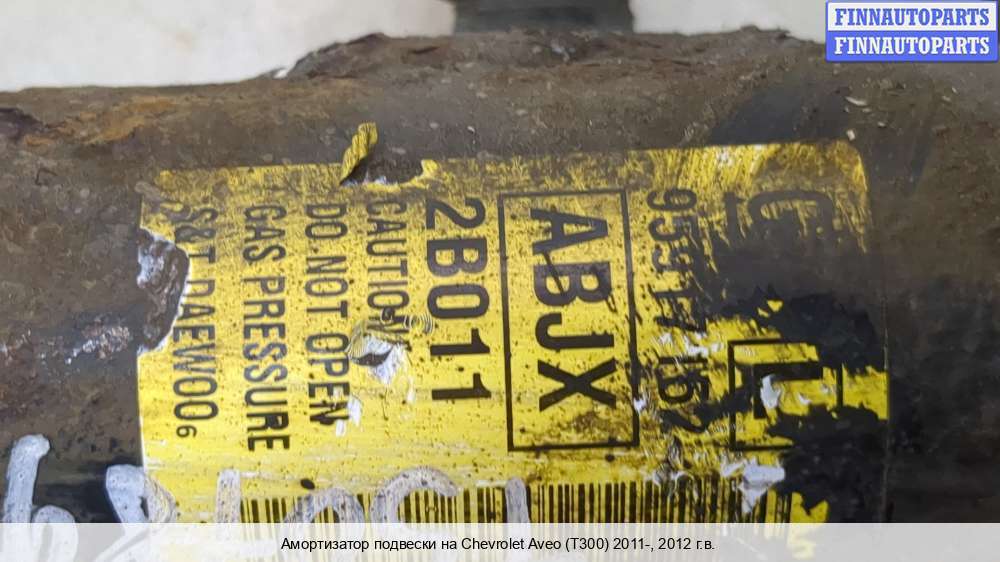 FINNAUTOPARTS
FINNAUTOPARTS
L
ABJX
2B011
CAUTION
DO NOT OPEN
GAS PRESSURE
S&T DAEWOO 6
Амортизатор подвески на Chevrolet Aveo (T300) 2011-, 2012 г.в.